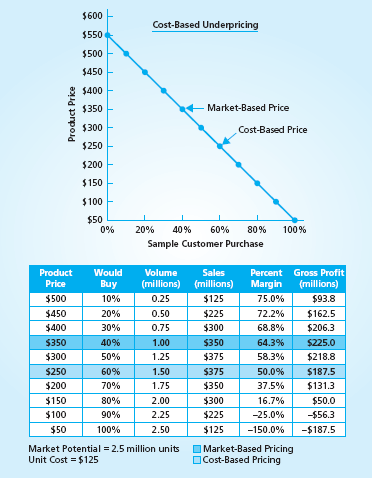 Cost-Based Underpricing
$600
$550
$500
$450
$400
$350
$300
$250
$200
$150
$100
$50
Product Price
Market-Based Price
Cost-Based Price
0% 20% 40% 60% 80% 100%
Sample Customer Purchase
Product Price Would Buy Volume (millions) Sales (millions) Percent Margin Gross Profit (millions)
$500 10% 0.25 $125 75.0% $93.8
$450 20% 0.50 $225 72.2% $162.5
$400 30% 0.75 $300 68.8% $206.3
$350 40% 1.00 $350 64.3% $225.0
$300 50% 1.25 $375 58.3% $218.8
$250 60% 1.50 $375 50.0% $187.5
$200 70% 1.75 $350 37.5% $131.3
$150 80% 2.00 $300 16.7% $50.0
$100 90% 2.25 $225 –25.0% –$56.3
$50 100% 2.50 $125 –150.0% –$187.5
Market Potential = 2.5 million units Market-Based Pricing
Unit Cost = $125 Cost-Based Pricing